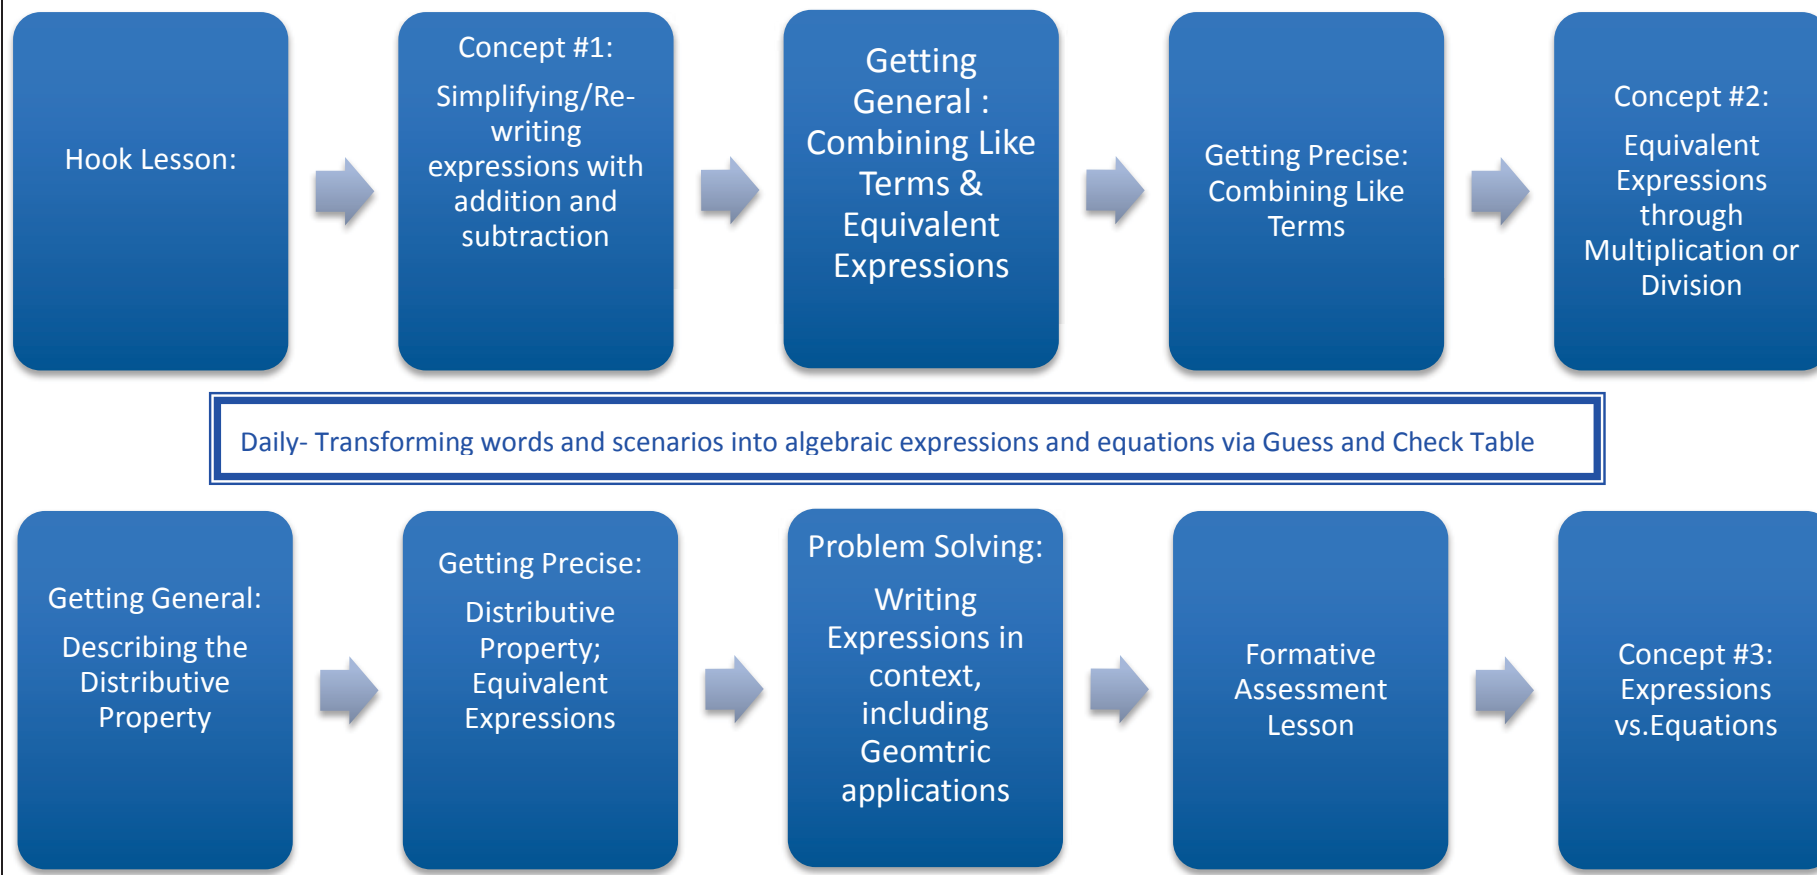 Hook Lesson:
Concept #1:
Simplifying/Re-
writing
expressions with
addition and
subtraction
Getting
General :
Combining Like
Terms &
Equivalent
Expressions
Getting Precise:
Combining Like
Terms
Concept #2:
Equivalent
Expressions
through
Multiplication or
Division
Daily- Transforming words and scenarios into algebraic expressions and equations via Guess and Check Table
Getting General:
Describing the
Distributive
Property
Getting Precise:
Distributive
Property;
Equivalent
Expressions
Problem Solving:
Writing
Expressions in
context,
including
Geomtric
applications
Formative
Assessment
Lesson
Concept #3:
Expressions
vs.Equations